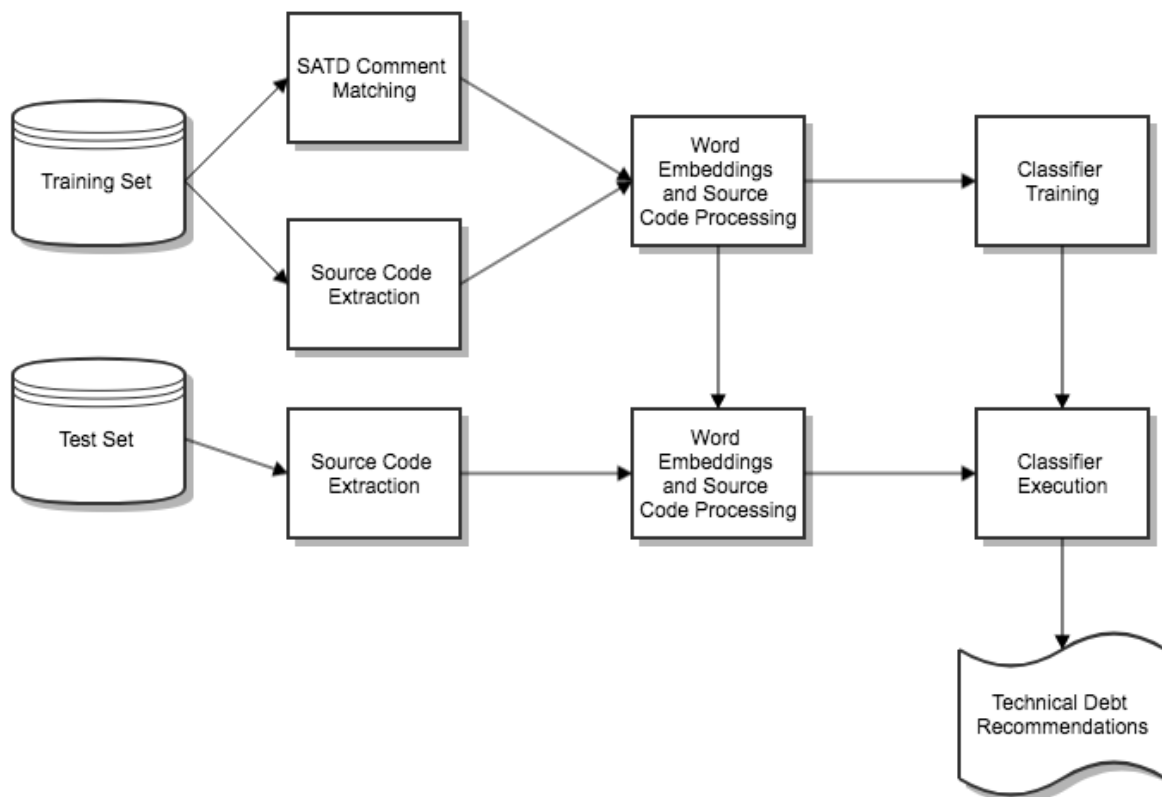 SATD Comment
Matching
Training Set
Word
Embeddings
and Source
Code Processing
Classifier
Training
Source Code
Extraction
Test Set
Source Code
Extraction
Word
Embeddings
and Source
Code Processing
Classifier
Execution
Technical Debt
Recommendations